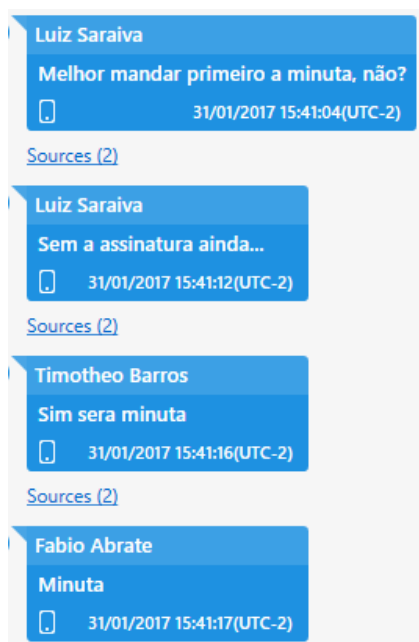 Luiz Saraiva
Melhor mandar primeiro a minuta, não?
31/01/2017 15:41:04(UTC-2)
Sources (2)
Luiz Saraiva
Sem a assinatura ainda...
31/01/2017 15:41:12(UTC-2)
Sources (2)
Timotheo Barros
Sim sera minuta
31/01/2017 15:41:16(UTC-2)
Sources (2)
Fabio Abrate
Minuta
31/01/2017 15:41:17(UTC-2)